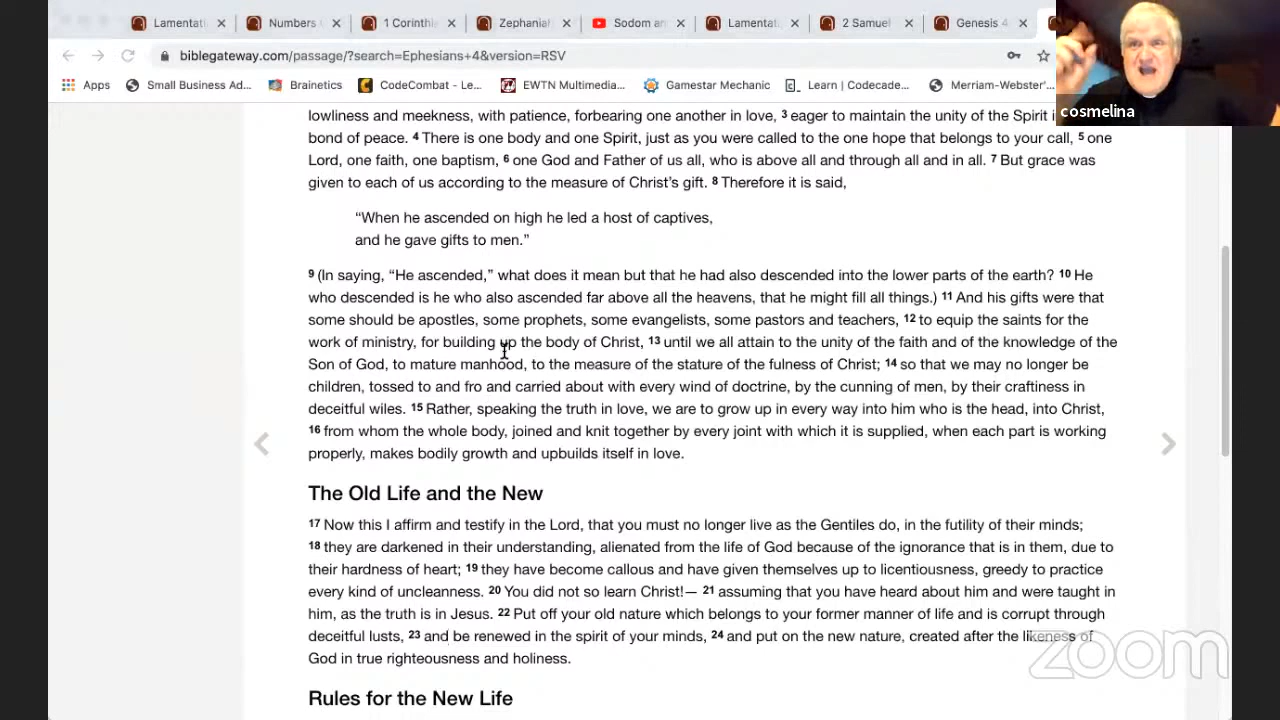 Lamentati
Numbers
1 Corinthi
Zephaniah
Sodom an
Lamentati
2 Samuel
Genesis 4
biblegateway.com/passage/?search=Ephesians+4&version=RSV
Apps
Small Business Ad...
Brainetics
CodeCombat - Le...
EWTN Multimedia...
Gamestar Mechanic
Learn | Codecade...
Merriam-Webster'
cosmelina
lowliness and meekness, with patience, forbearing one another in love, 3 eager to maintain the unity of the Spirit i
bond of peace. 4 There is one body and one Spirit, just as you were called to the one hope that belongs to your call, 5 one
Lord, one faith, one baptism, 6 one God and Father of us all, who is above all and through all and in all. 7 But grace was
given to each of us according to the measure of Christ’s gift. 8 Therefore it is said,
“When he ascended on high he led a host of captives,
and he gave gifts to men.”
9 (In saying, “He ascended,” what does it mean but that he had also descended into the lower parts of the earth? 10 He
who descended is he who also ascended far above all the heavens, that he might fill all things.) 11 And his gifts were that
some should be apostles, some prophets, some evangelists, some pastors and teachers, 12 to equip the saints for the
work of ministry, for building up the body of Christ, 13 until we all attain to the unity of the faith and of the knowledge of the
Son of God, to mature manhood, to the measure of the stature of the fulness of Christ; 14 so that we may no longer be
children, tossed to and fro and carried about with every wind of doctrine, by the cunning of men, by their craftiness in
deceitful wiles. 15 Rather, speaking the truth in love, we are to grow up in every way into him who is the head, into Christ,
16 from whom the whole body, joined and knit together by every joint with which it is supplied, when each part is working
properly, makes bodily growth and upbuilds itself in love.
The Old Life and the New
17 Now this I affirm and testify in the Lord, that you must no longer live as the Gentiles do, in the futility of their minds;
18 they are darkened in their understanding, alienated from the life of God because of the ignorance that is in them, due to
their hardness of heart; 19 they have become callous and have given themselves up to licentiousness, greedy to practice
every kind of uncleanness. 20 You did not so learn Christ!— 21 assuming that you have heard about him and were taught in
him, as the truth is in Jesus. 22 Put off your old nature which belongs to your former manner of life and is corrupt through
deceitful lusts, 23 and be renewed in the spirit of your minds, 24 and put on the new nature, created after the likeness of
God in true righteousness and holiness.
zoom
Rules for the New Life